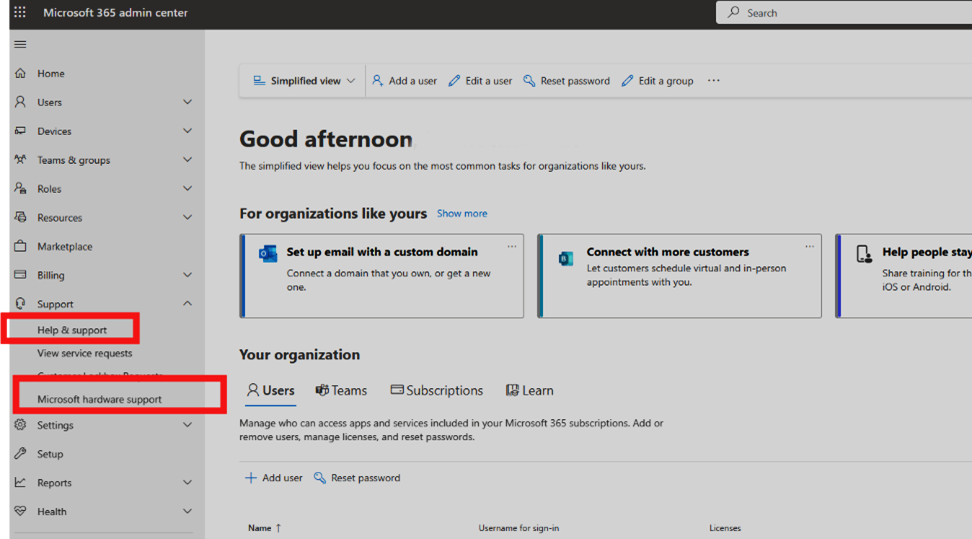 Microsoft 365 admin center
Search
Home
Users
Devices
Teams & groups
Roles
Resources
Marketplace
Billing
Support
Help & support
View service requests
Customer Lockbox Requests
Microsoft hardware support
Settings
Setup
Reports
Health
Simplified view
Add a user
Edit a user
Reset password
Edit a group
Good afternoon
The simplified view helps you focus on the most common tasks for organizations like yours.
For organizations like yours Show more
Set up email with a custom domain
Connect a domain that you own, or get a new
one.
Connect with more customers
Let customers schedule virtual and in-person
appointments with you.
Help people stay
Share training for th
iOS or Android.
Your organization
Users
Teams
Subscriptions
Learn
Manage who can access apps and services included in your Microsoft 365 subscriptions. Add or
remove users, manage licenses, and reset passwords.
Add user
Reset password
Name ↑
Username for sign-in
Licenses